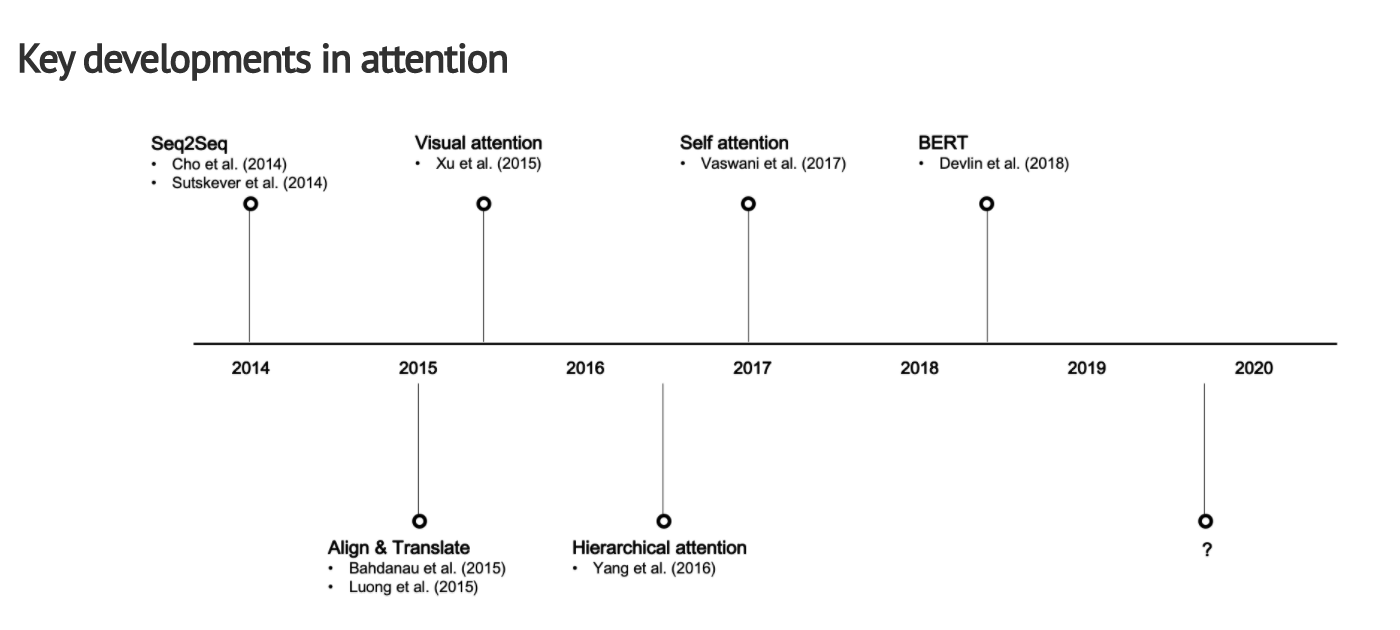 Key developments in attention
Seq2Seq
• Cho et al. (2014)
• Sutskever et al. (2014)
Visual attention
• Xu et al. (2015)
Self attention
• Vaswani et al. (2017)
BERT
• Devlin et al. (2018)
2014 2015 2016 2017 2018 2019 2020
Align & Translate
• Bahdanau et al. (2015)
• Luong et al. (2015)
Hierarchical attention
• Yang et al. (2016)
?